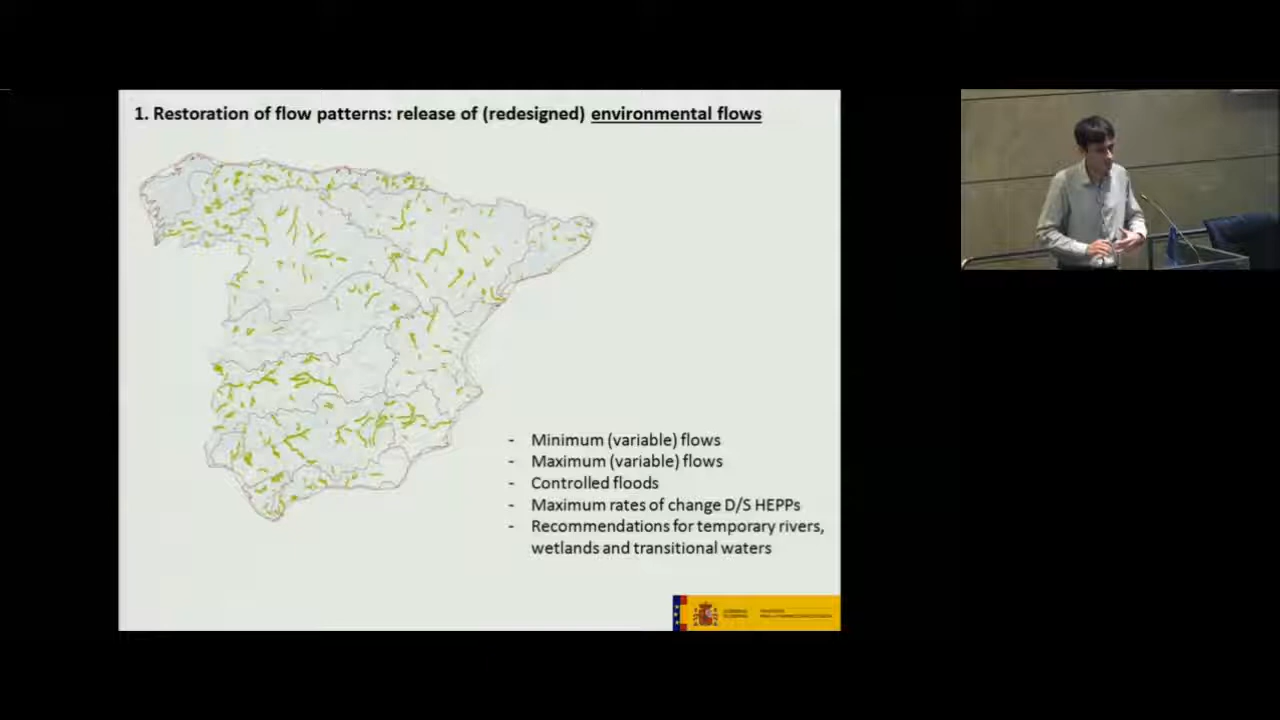 1. Restoration of flow patterns: release of (redesigned) environmental flows
- Minimum (variable) flows
- Maximum (variable) flows
- Controlled floods
- Maximum rates of change D/S HEPPs
- Recommendations for temporary rivers,
wetlands and transitional waters